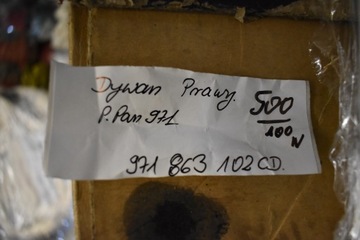 Dywan Prawy.
P. Pan 971
500
100
N
971 863 102 CD.